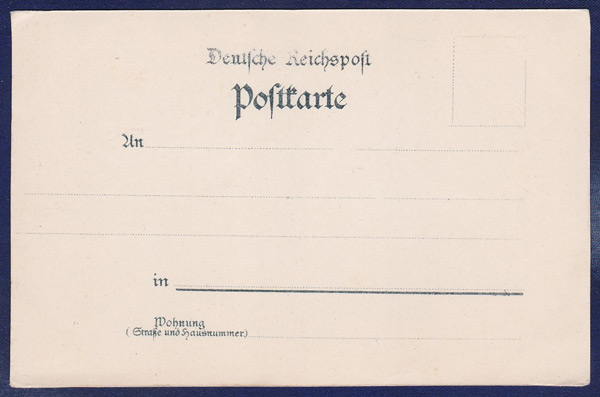 Deutsche Reichspost
Postkarte
An
in
Wohnung
(Straße und Hausnummer.)